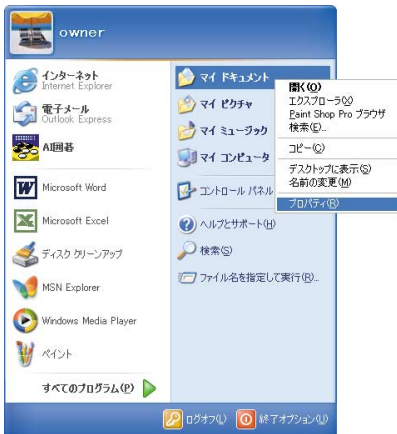 owner
インターネット
Internet Explorer
電子メール
Outlook Express
AI囲碁
Microsoft Word
Microsoft Excel
ディスク クリーンアップ
MSN Explorer
Windows Media Player
ペイント
すべてのプログラム(P)
マイ ドキュメント
マイ ピクチャ
マイ ミュージック
マイ コンピュータ
コントロール パネル
ヘルプとサポート(H)
検索(S)
ファイル名を指定して実行(R)...
開く(O)
エクスプローラ(X)
Paint Shop Pro ブラウザ
検索(E)...
コピー(C)
デスクトップに表示(S)
名前の変更(M)
プロパティ(R)
ログオフ(L)
終了オプション(U)